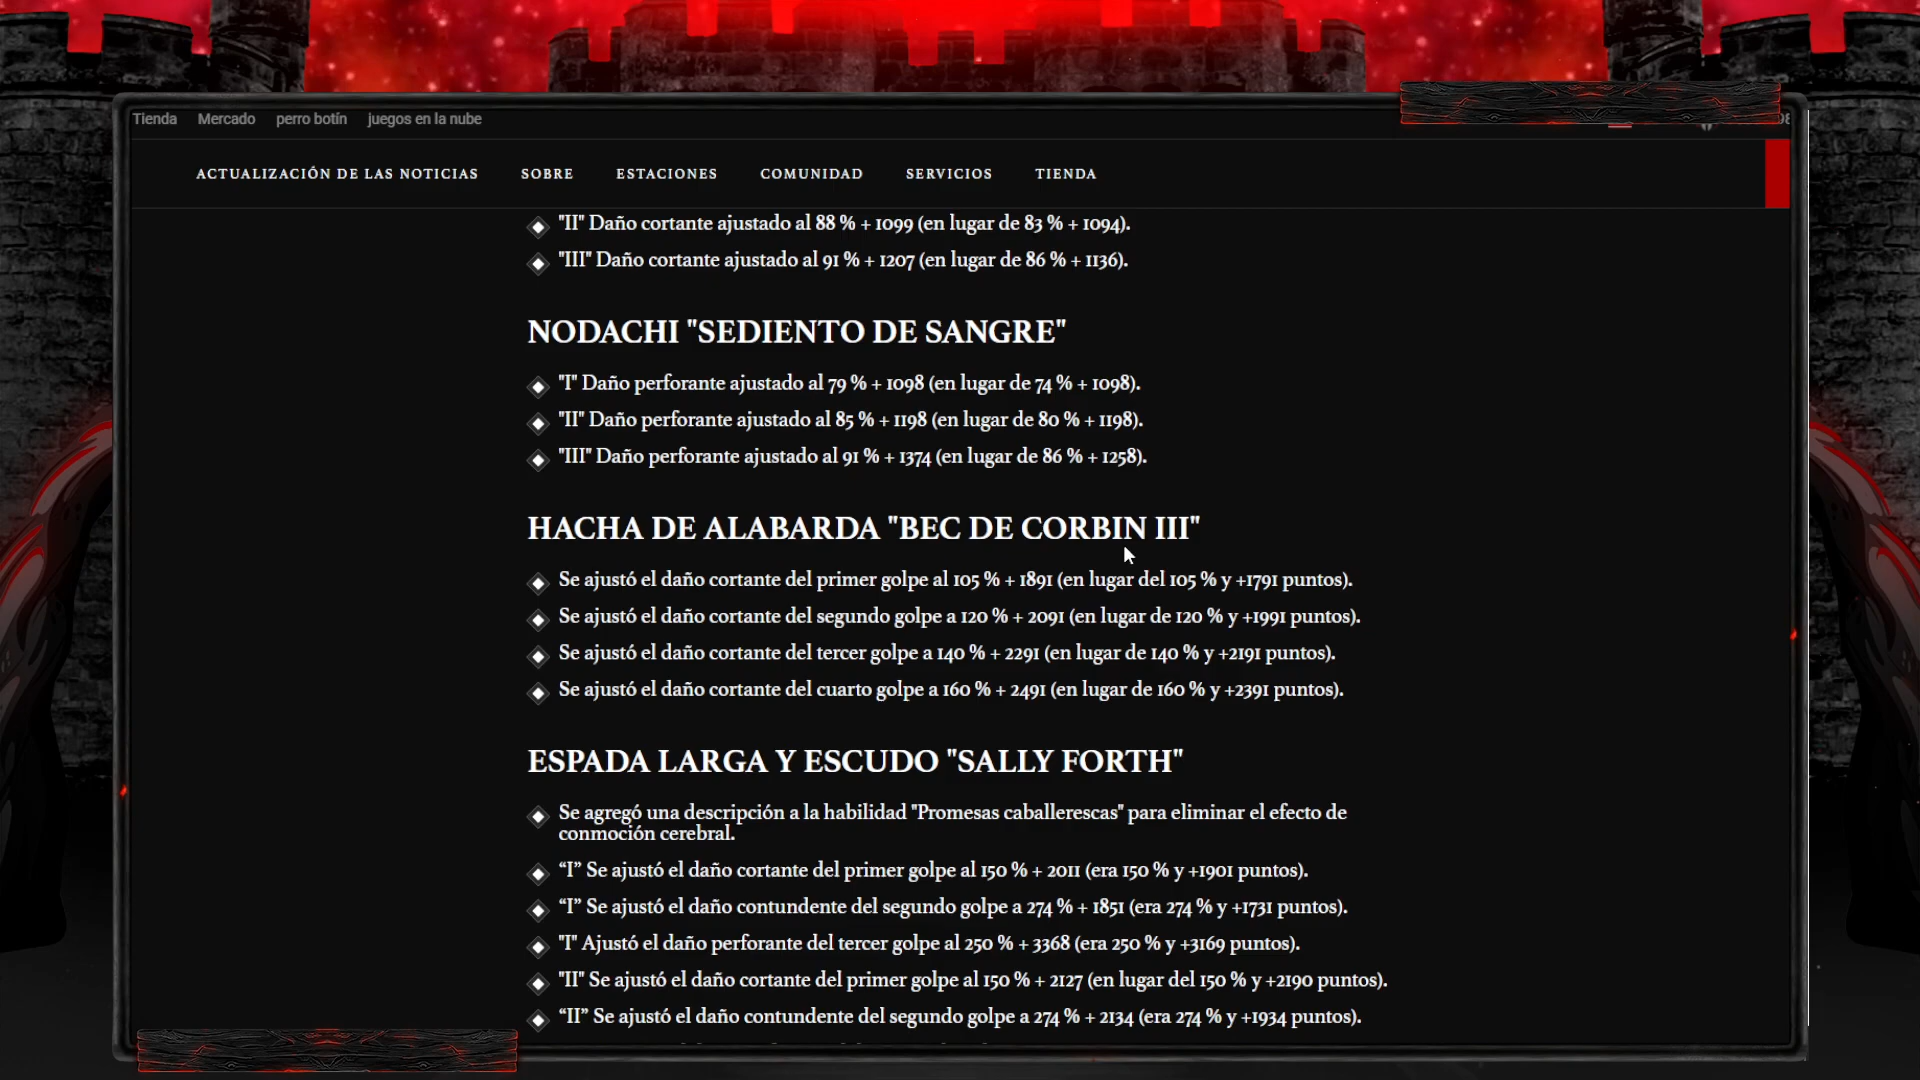 Tienda Mercado perro botín juegos en la nube
ACTUALIZACIÓN DE LAS NOTICIAS SOBRE ESTACIONES COMUNIDAD SERVICIOS TIENDA
"II" Daño cortante ajustado al 88 % + 1099 (en lugar de 83 % + 1094).
"III" Daño cortante ajustado al 91 % + 1207 (en lugar de 86 % + 1136).
NODACHI "SEDIENTO DE SANGRE"
"I" Daño perforante ajustado al 79 % + 1098 (en lugar de 74 % + 1098).
"II" Daño perforante ajustado al 85 % + 1198 (en lugar de 80 % + 1198).
"III" Daño perforante ajustado al 91 % + 1374 (en lugar de 86 % + 1258).
HACHA DE ALABARDA "BEC DE CORBIN III"
Se ajustó el daño cortante del primer golpe al 105 % + 1891 (en lugar del 105 % y +1791 puntos).
Se ajustó el daño cortante del segundo golpe a 120 % + 2091 (en lugar de 120 % y +1991 puntos).
Se ajustó el daño cortante del tercer golpe a 140 % + 2291 (en lugar de 140 % y +2191 puntos).
Se ajustó el daño cortante del cuarto golpe a 160 % + 2491 (en lugar de 160 % y +2391 puntos).
ESPADA LARGA Y ESCUDO "SALLY FORTH"
Se agregó una descripción a la habilidad "Promesas caballerescas" para eliminar el efecto de
conmoción cerebral.
“I” Se ajustó el daño cortante del primer golpe al 150 % + 2011 (era 150 % y +1901 puntos).
“I” Se ajustó el daño contundente del segundo golpe a 274 % + 1851 (era 274 % y +1731 puntos).
"I" Ajustó el daño perforante del tercer golpe al 250 % + 3368 (era 250 % y +3169 puntos).
"II" Se ajustó el daño cortante del primer golpe al 150 % + 2127 (en lugar del 150 % y +2190 puntos).
“II” Se ajustó el daño contundente del segundo golpe a 274 % + 2134 (era 274 % y +1934 puntos).